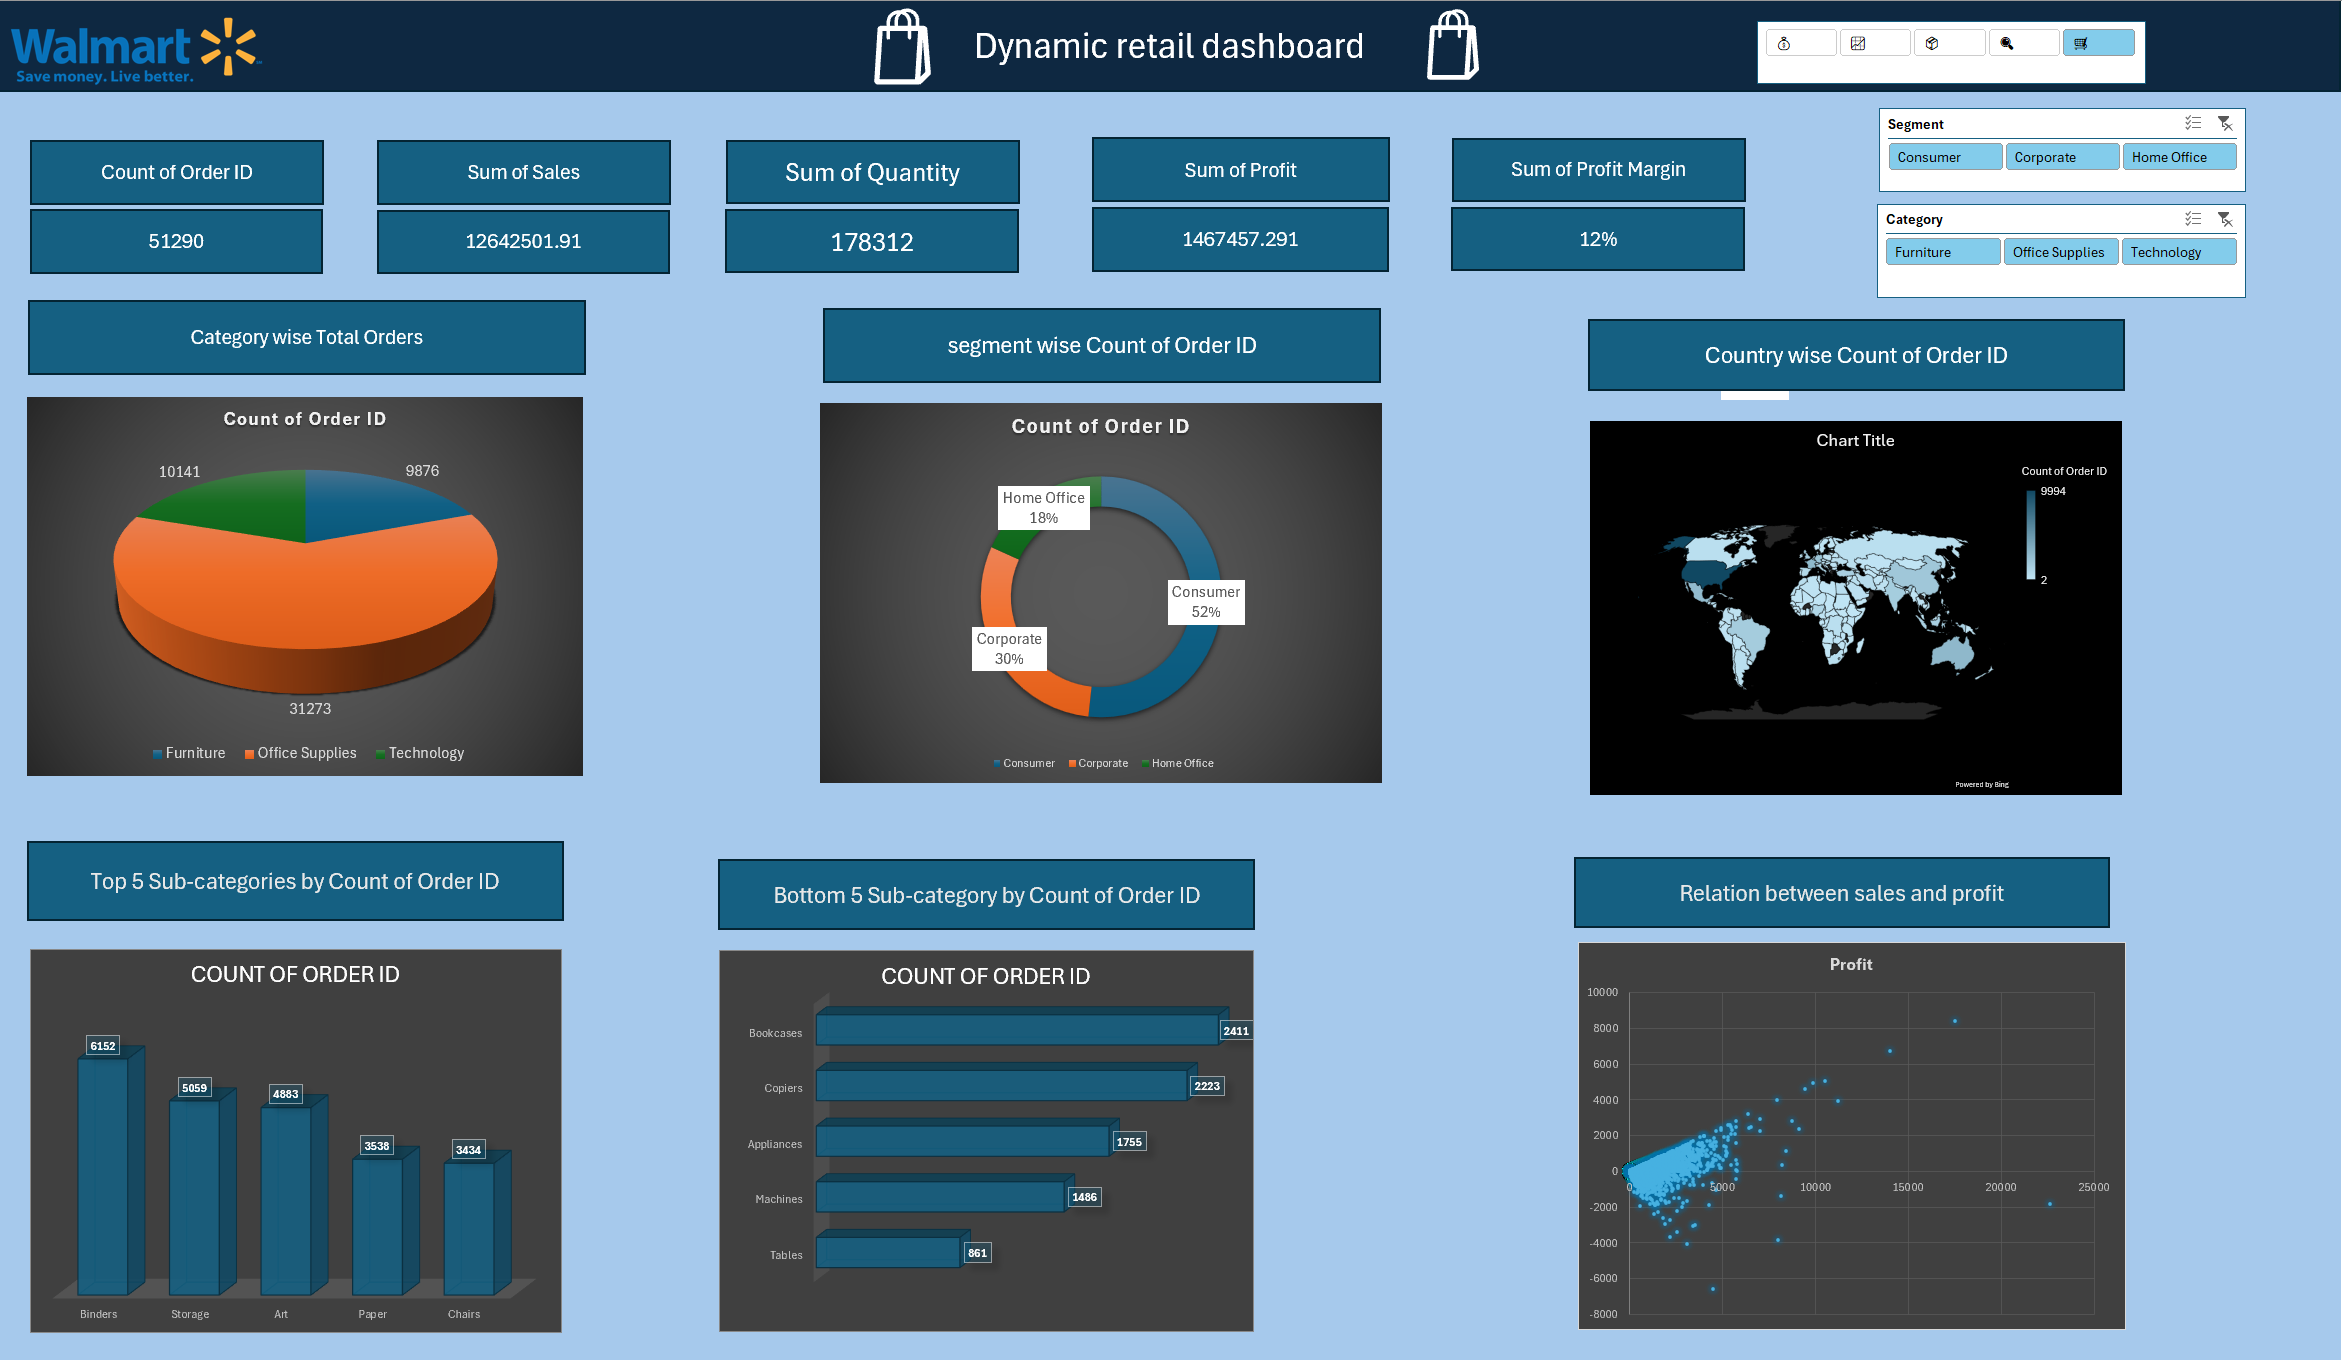 Walmart
Save money. Live better.
Dynamic retail dashboard
Segment
Consumer Corporate Home Office
Category
Furniture Office Supplies Technology
Count of Order ID
51290
Sum of Sales
12642501.91
Sum of Quantity
178312
Sum of Profit
1467457.291
Sum of Profit Margin
12%
Category wise Total Orders
Count of Order ID
10141
9876
31273
Furniture Office Supplies Technology
segment wise Count of Order ID
Count of Order ID
Home Office
18%
Consumer
52%
Corporate
30%
Consumer Corporate Home Office
Country wise Count of Order ID
Chart Title
Count of Order ID
9994
2
Powered by Bing
Top 5 Sub-categories by Count of Order ID
COUNT OF ORDER ID
6152
5059
4883
3538
3434
Binders Storage Art Paper Chairs
Bottom 5 Sub-category by Count of Order ID
COUNT OF ORDER ID
Bookcases 2411
Copiers 2223
Appliances 1755
Machines 1486
Tables 861
Relation between sales and profit
Profit
10000
8000
6000
4000
2000
0
0 5000 10000 15000 20000 25000
-2000
-4000
-6000
-8000